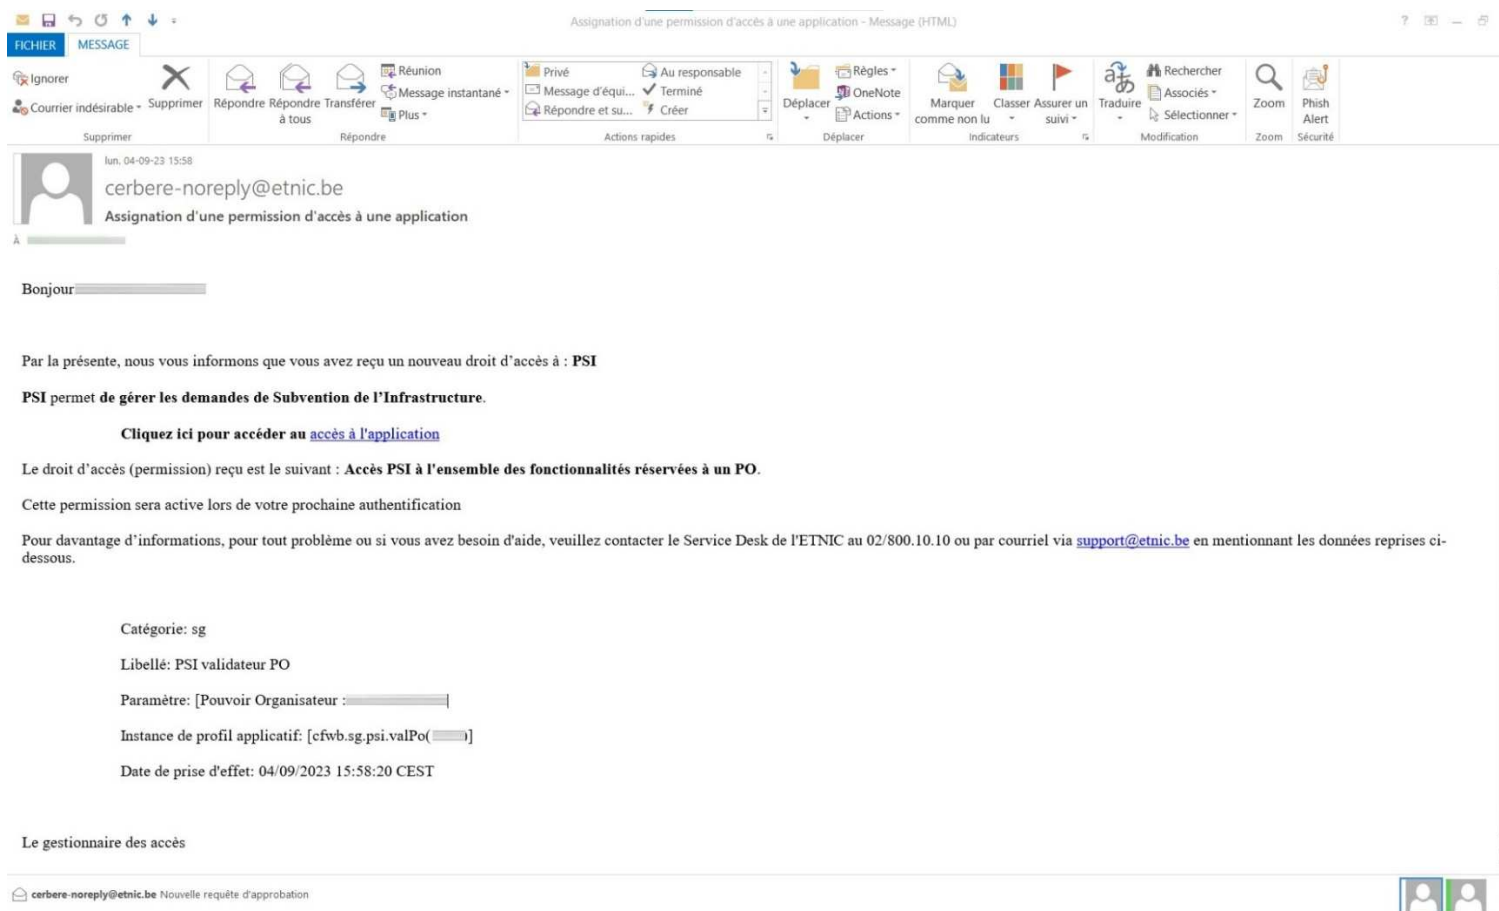 Assignation d'une permission d'accès à une application - Message (HTML)
FICHIER MESSAGE
Ignorer
Courrier indésirable
Supprimer
Supprimer
Répondre
Répondre à tous
Transférer
Réunion
Message instantané
Plus
Répondre
Privé
Message d'équi...
Répondre et su...
Au responsable
Terminé
Créer
Actions rapides
Déplacer
Règles
OneNote
Actions
Déplacer
Marquer comme non lu
Classer
Assurer un suivi
Indicateurs
Traduire
Rechercher
Associés
Sélectionner
Modification
Zoom
Zoom
Phish Alert
Sécurité
lun. 04-09-23 15:58
cerbere-noreply@etnic.be
Assignation d'une permission d'accès à une application
À
Bonjour
Par la présente, nous vous informons que vous avez reçu un nouveau droit d’accès à : PSI
PSI permet de gérer les demandes de Subvention de l’Infrastructure.
Cliquez ici pour accéder au accès à l'application
Le droit d’accès (permission) reçu est le suivant : Accès PSI à l'ensemble des fonctionnalités réservées à un PO.
Cette permission sera active lors de votre prochaine authentification
Pour davantage d’informations, pour tout problème ou si vous avez besoin d'aide, veuillez contacter le Service Desk de l'ETNIC au 02/800.10.10 ou par courriel via support@etnic.be en mentionnant les données reprises ci-
dessous.
Catégorie: sg
Libellé: PSI validateur PO
Paramètre: [Pouvoir Organisateur :
Instance de profil applicatif: [cfwb.sg.psi.valPo( )]
Date de prise d'effet: 04/09/2023 15:58:20 CEST
Le gestionnaire des accès
cerbere-noreply@etnic.be Nouvelle requête d'approbation